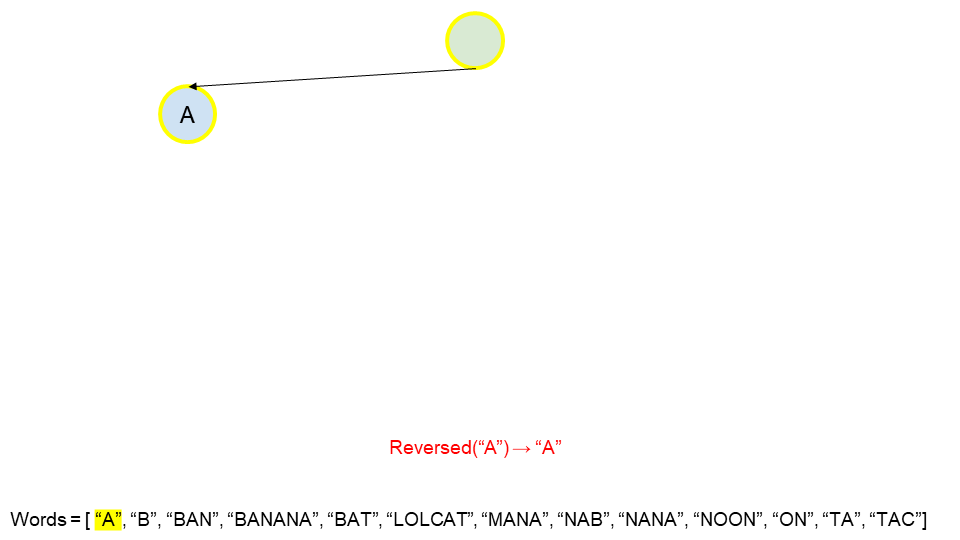 A
Reversed(“A”) → “A”
Words = [ “A”, “B”, “BAN”, “BANANA”, “BAT”, “LOLCAT”, “MANA”, “NAB”, “NANA”, “NOON”, “ON”, “TA”, “TAC”]